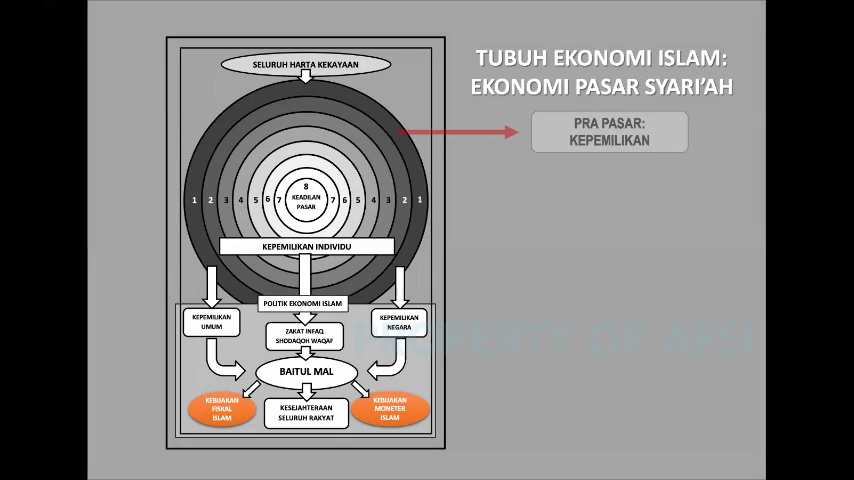 SELURUH HARTA KEKAYAAN
TUBUH EKONOMI ISLAM:
EKONOMI PASAR SYARI'AH
PRA PASAR:
KEPEMILIKAN
8
KEADILAN
PASAR
1 2 3 4 5 6 7 7 6 5 4 3 2 1
KEPEMILIKAN INDIVIDU
POLITIK EKONOMI ISLAM
KEPEMILIKAN
UMUM
ZAKAT INFAQ
SHODAQOH WAQAF
KEPEMILIKAN
NEGARA
PROPERTY OF AFSI
BAITUL MAL
KEBIJAKAN
FISKAL
ISLAM
KESEJAHTERAAN
SELURUH RAKYAT
KEBIJAKAN
MONETER
ISLAM